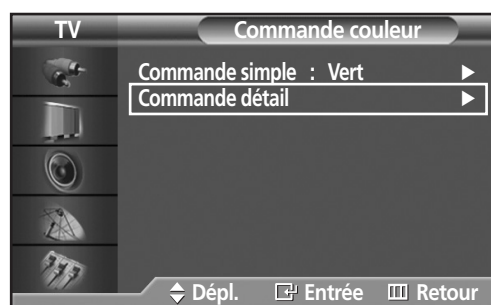 TV Commande couleur
Commande simple : Vert
Commande détail
Dépl. Entrée Retour